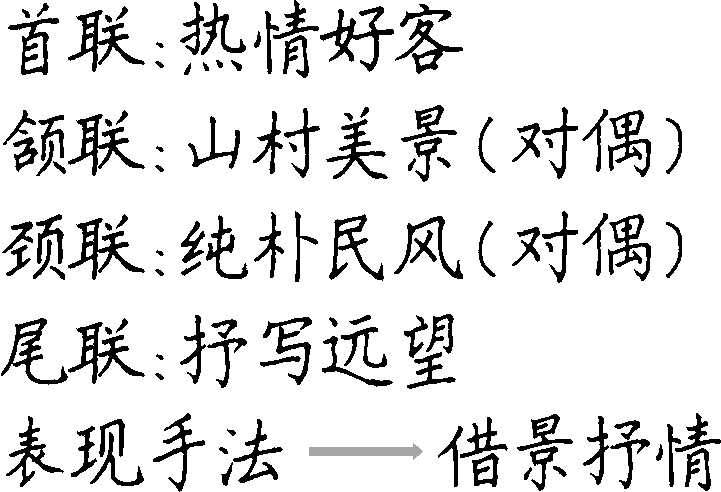 首联:热情好客
颔联:山村美景(对偶)
颈联:纯朴民风(对偶)
尾联:抒写远望
表现手法 → 借景抒情